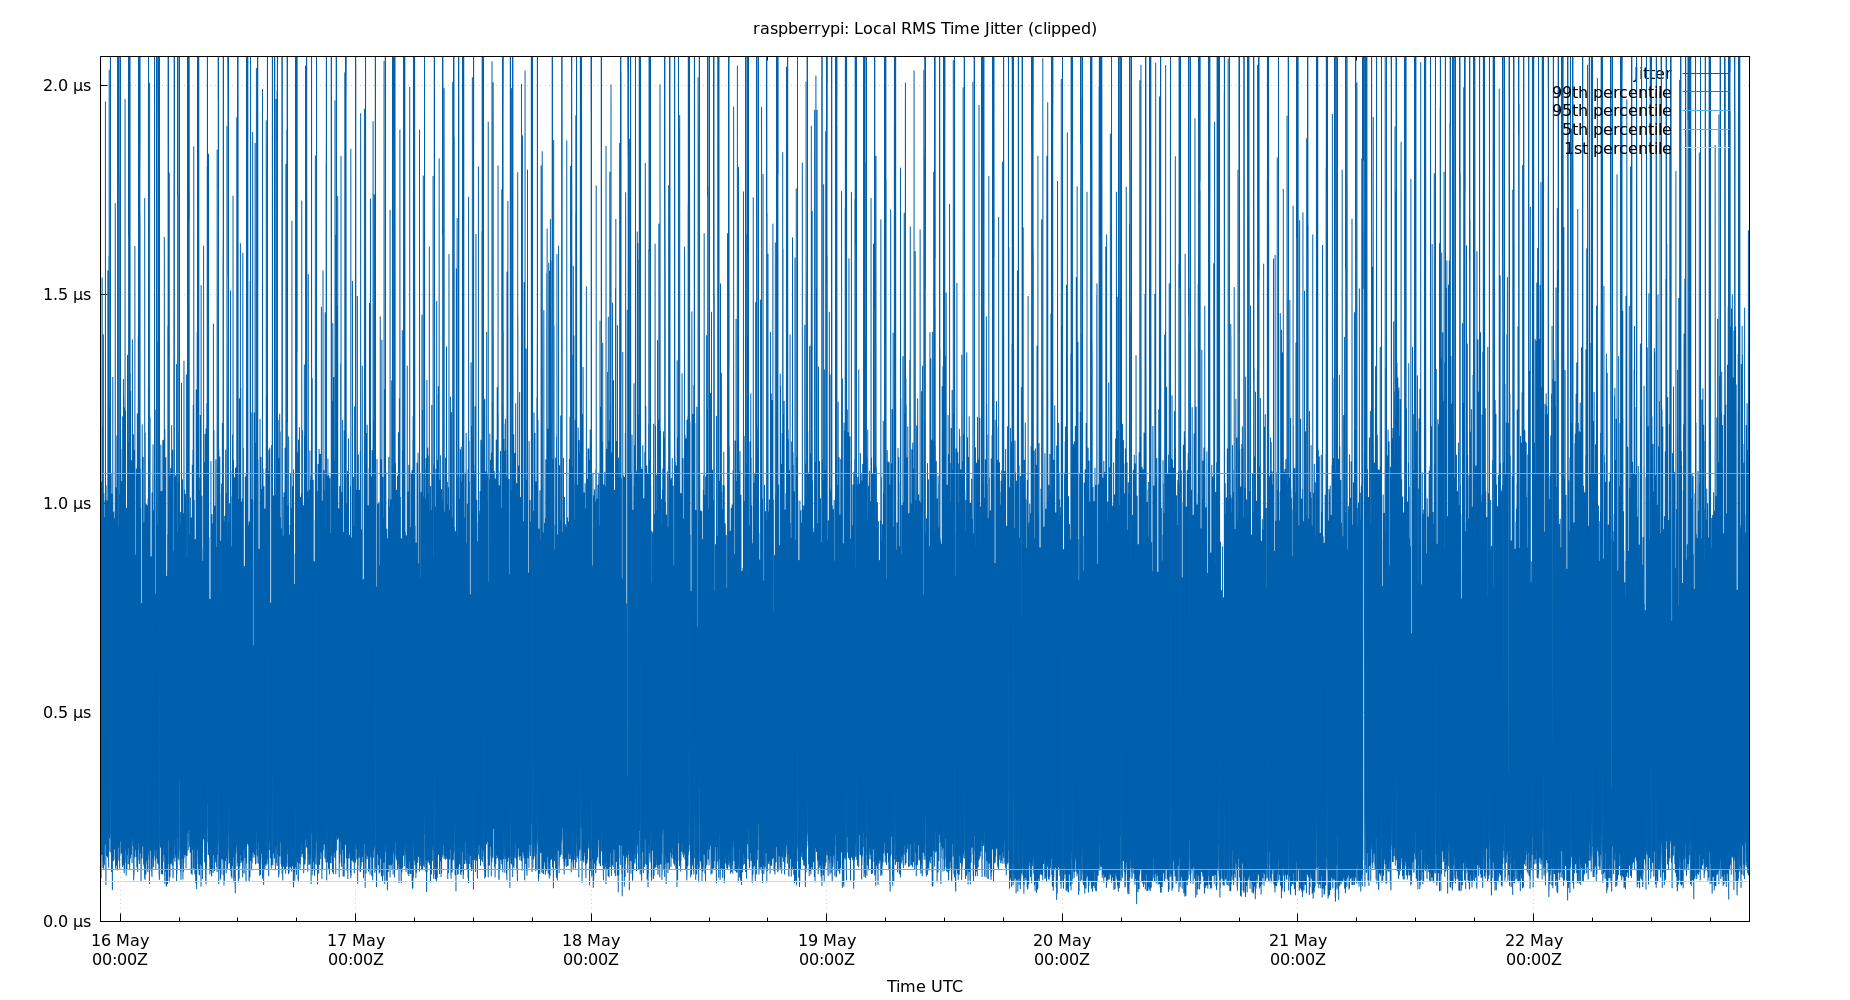 raspberrypi: Local RMS Time Jitter (clipped)
2.0 µs
1.5 µs
1.0 µs
0.5 µs
0.0 µs
Jitter
99th percentile
95th percentile
5th percentile
1st percentile
16 May 17 May 18 May 19 May 20 May 21 May 22 May
00:00Z 00:00Z 00:00Z 00:00Z 00:00Z 00:00Z 00:00Z
Time UTC